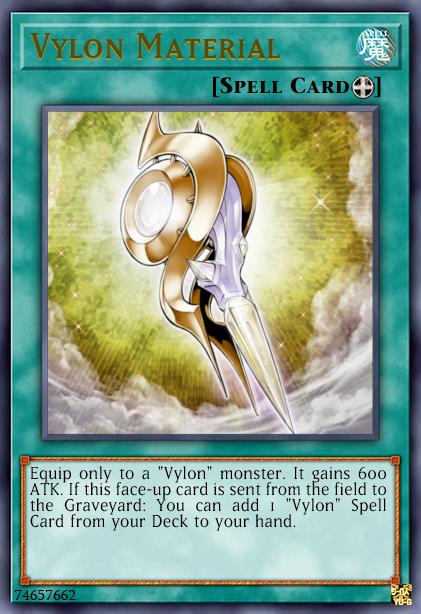 Vylon Material
SPELL
魔
[Spell Card]
Equip only to a "Vylon" monster. It gains 600
ATK. If this face-up card is sent from the field to
the Graveyard: You can add 1 "Vylon" Spell
Card from your Deck to your hand.
74657662